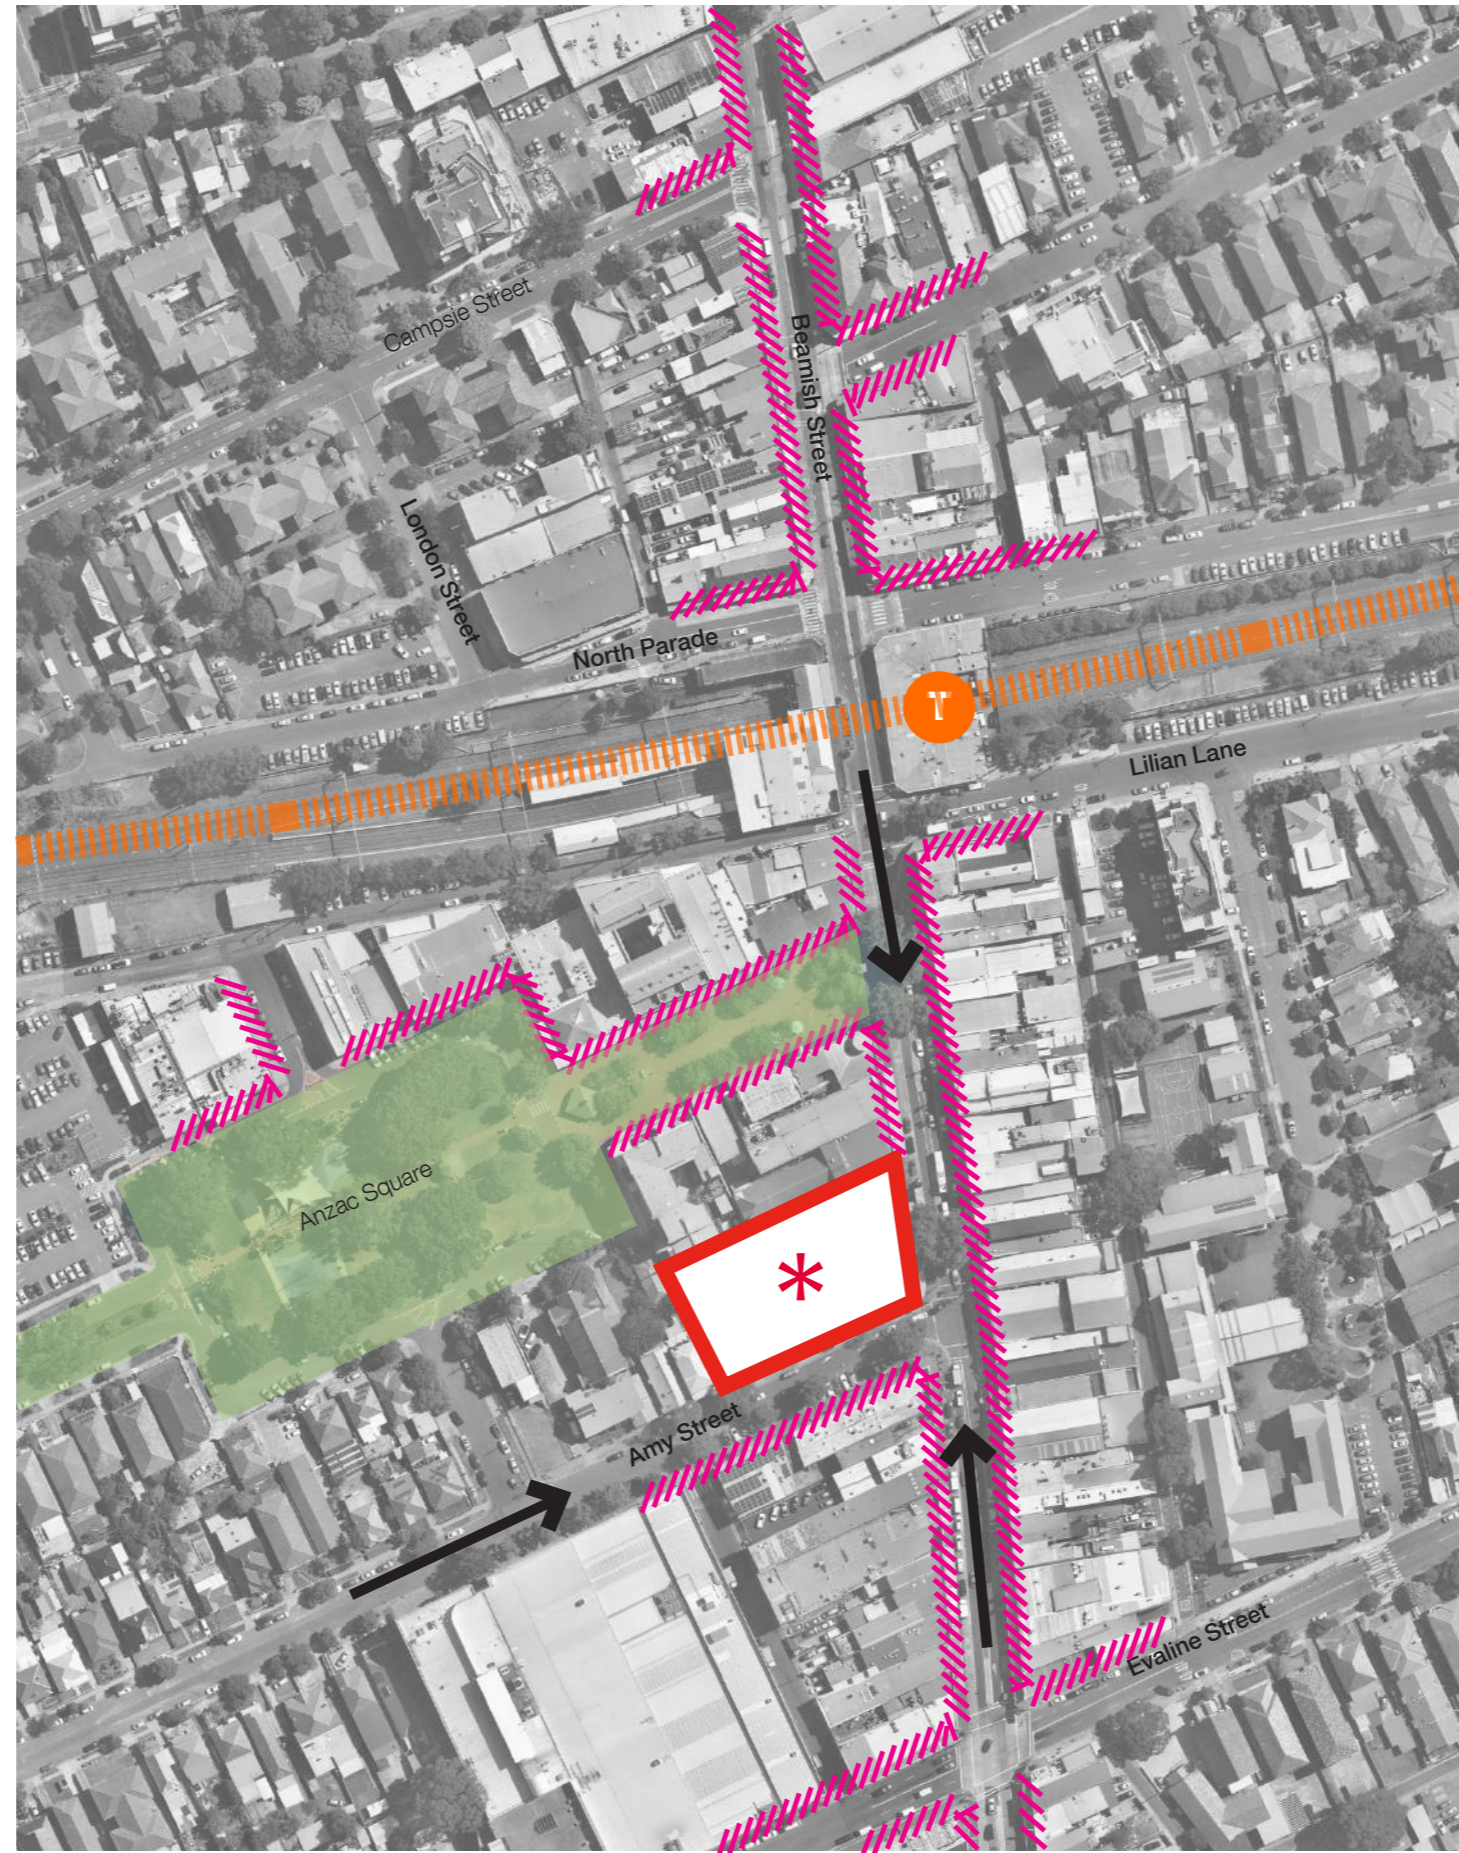 Campsie Street
Beamish Street
London Street
North Parade
T
Lilian Lane
Anzac Square
*
Amy Street
Evaline Street